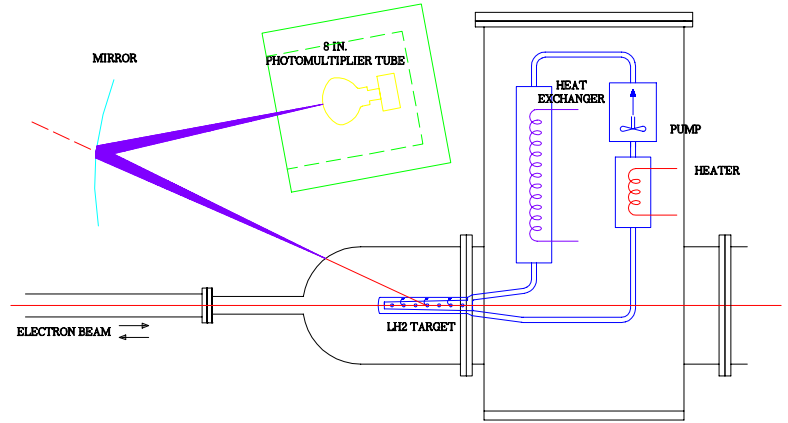 MIRROR
8 IN.
PHOTOMULTIPLIER TUBE
HEAT
EXCHANGER
PUMP
HEATER
ELECTRON BEAM
LH2 TARGET